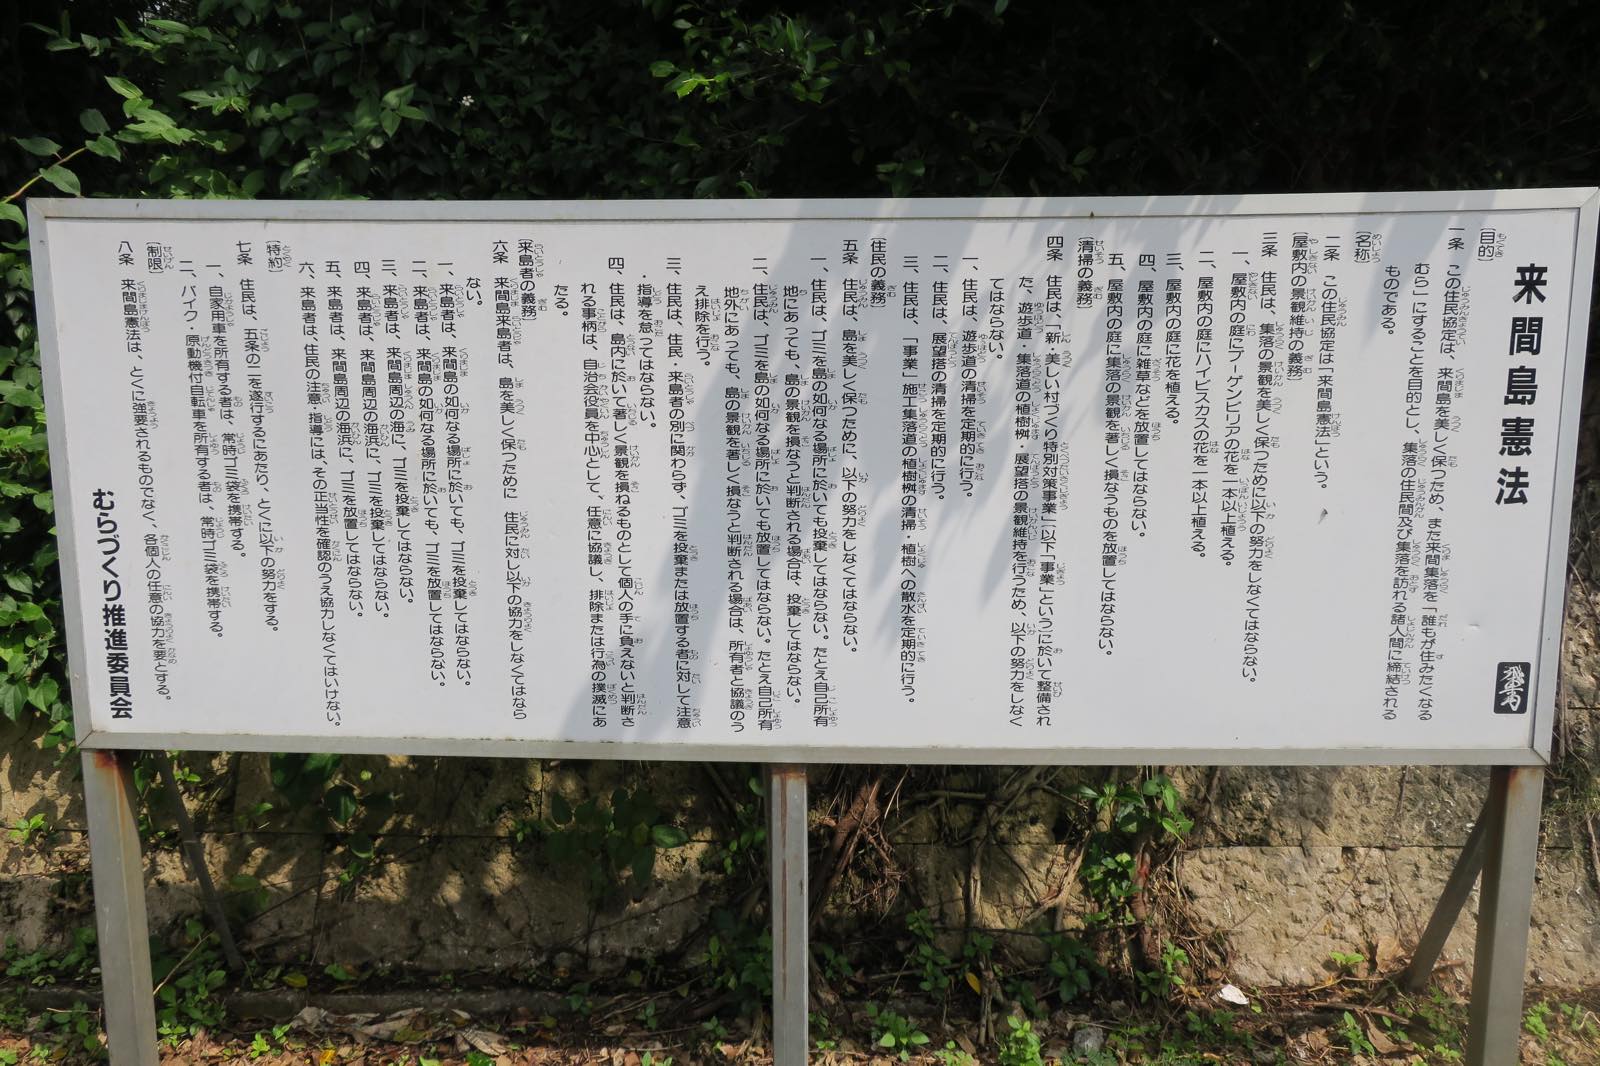 来間島憲法
〔目的〕
一条　この住民協定は、来間島を美しく保つため、また来間集落を「誰もが住みたくなる
むら」にすることを目的とし、集落の住民間及び集落を訪れる諸人間に締結される
ものである。
〔名称〕
二条　この住民協定は「来間島憲法」という。
〔屋敷内の景観維持の義務〕
三条　住民は、集落の景観を美しく保つために以下の努力をしなくてはならない。
一、屋敷内の庭にブーゲンビリアの花を一本以上植える。
二、屋敷内の庭にハイビスカスの花を一本以上植える。
三、屋敷内の庭に花を植える。
四、屋敷内の庭に雑草などを放置してはならない。
五、屋敷内の庭に集落の景観を著しく損なうものを放置してはならない。
〔清掃の義務〕
四条　住民は、「新・美しい村づくり特別対策事業」（以下「事業」という）に於いて整備され
た、遊歩道・集落道の植樹桝・展望塔の景観維持を行うため、以下の努力をしなく
てはならない。
一、住民は、遊歩道の清掃を定期的に行う。
二、住民は、展望塔の清掃を定期的に行う。
三、住民は、「事業」施工集落道の植樹桝の清掃・植樹への散水を定期的に行う。
〔住民の義務〕
五条　住民は、島を美しく保つために、以下の努力をしなくてはならない。
一、住民は、ゴミを島の如何なる場所に於いても投棄してはならない。たとえ自己所有
地にあっても、島の景観を損なうと判断される場合は、投棄してはならない。
二、住民は、ゴミを島の如何なる場所に於いても放置してはならない。たとえ自己所有
地外にあっても、島の景観を著しく損なうと判断される場合は、所有者と協議のう
え排除を行う。
三、住民は、住民・来島者の別に関わらず、ゴミを投棄または放置する者に対して注意
・指導を怠ってはならない。
四、住民は、島内に於いて著しく景観を損ねるものとして個人の手に負えないと判断さ
れる事柄は、自治会役員を中心として、任意に協議し、排除または行為の撲滅にあ
たる。
〔来島者の義務〕
六条　来間島来島者は、島を美しく保つために　住民に対し以下の協力をしなくてはなら
ない。
一、来島者は、来間島の如何なる場所に於いても、ゴミを投棄してはならない。
二、来島者は、来間島の如何なる場所に於いても、ゴミを放置してはならない。
三、来島者は、来間島周辺の海に、ゴミを投棄してはならない。
四、来島者は、来間島周辺の海浜に、ゴミを投棄してはならない。
五、来島者は、来間島周辺の海浜に、ゴミを放置してはならない。
六、来島者は、住民の注意・指導には、その正当性を確認のうえ協力しなくてはいけない。
〔特約〕
七条　住民は、五条の二を遂行するにあたり、とくに以下の努力をする。
一、自家用車を所有する者は、常時ゴミ袋を携帯する。
二、バイク・原動機付自転車を所有する者は、常時ゴミ袋を携帯する。
〔制限〕
八条　来間島憲法は、とくに強要されるものでなく、各個人の任意の協力を要とする。
むらづくり推進委員会